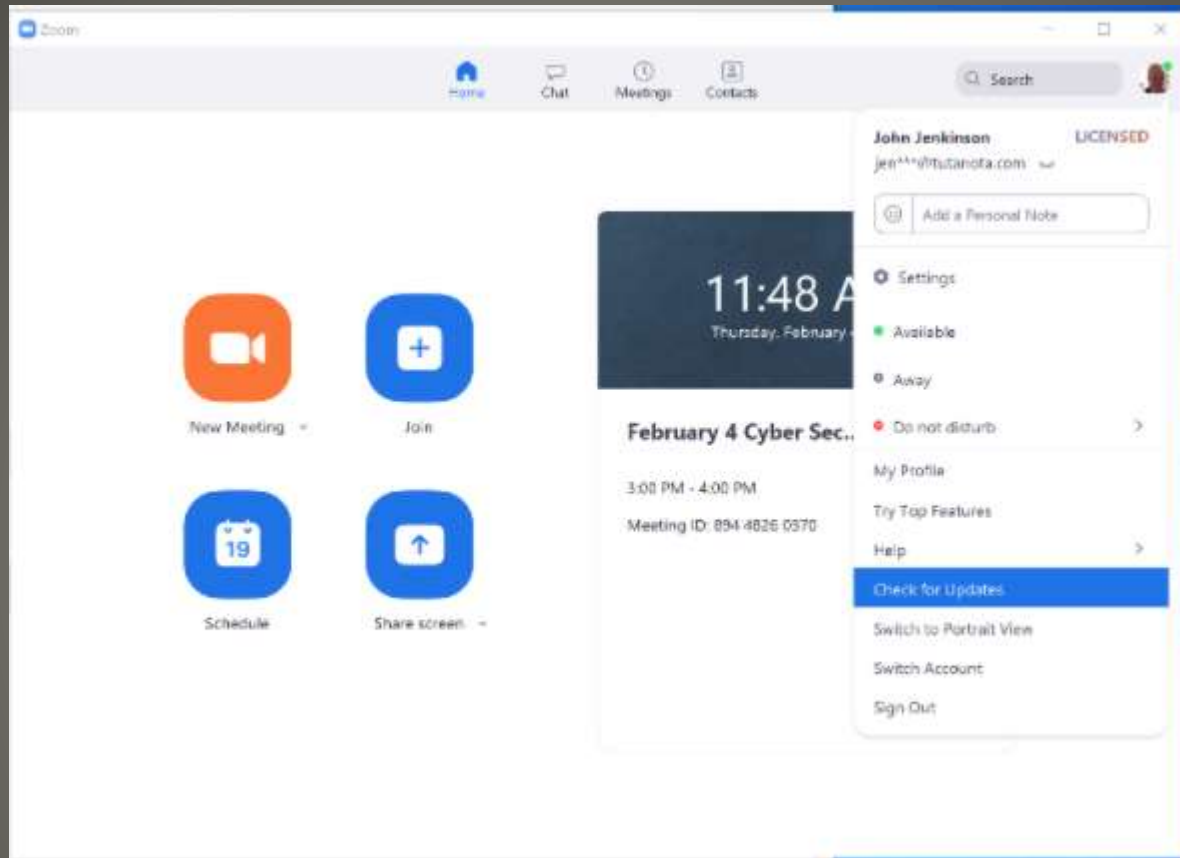 Zoom
Home
Chat
Meetings
Contacts
Search
John Jenkinson
LICENSED
jen***@tutanota.com
Add a Personal Note
Settings
Available
Away
Do not disturb
My Profile
Try Top Features
Help
Check for Updates
Switch to Portrait View
Switch Account
Sign Out
New Meeting
Join
19
Schedule
Share screen
11:48 A
Thursday, February
February 4 Cyber Sec...
3:00 PM - 4:00 PM
Meeting ID: 894 4826 0370